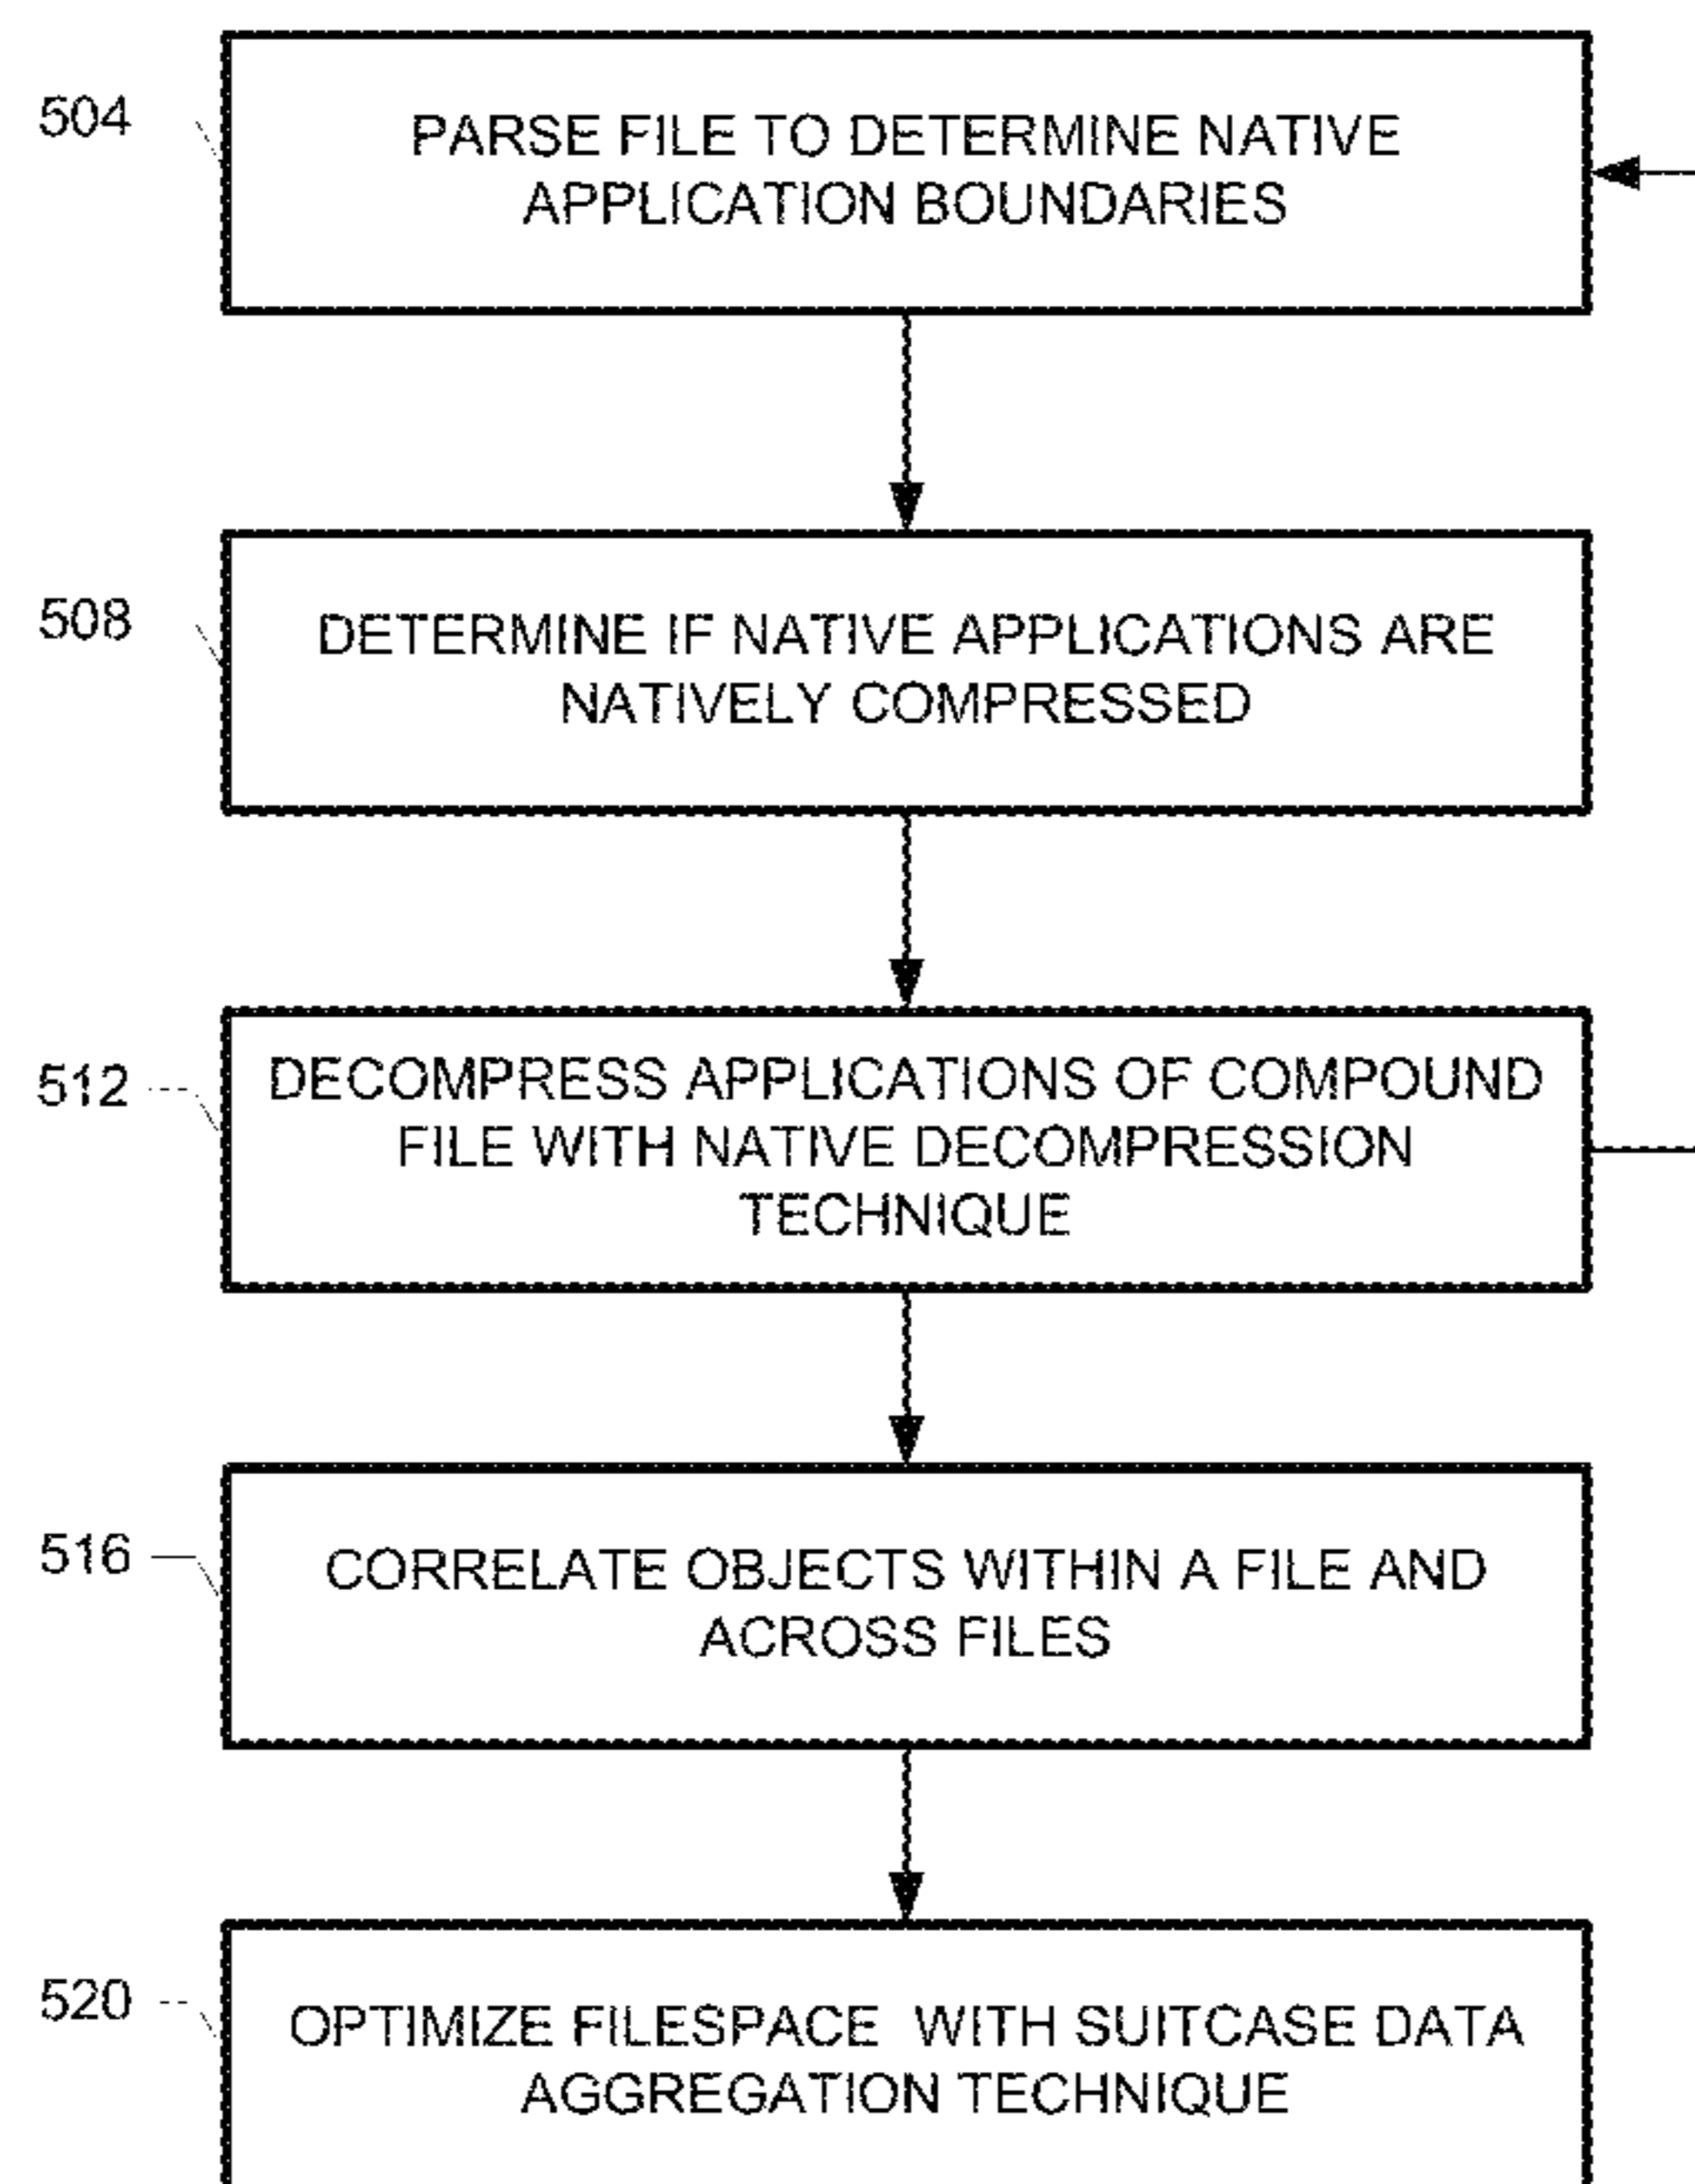 504
PARSE FILE TO DETERMINE NATIVE
APPLICATION BOUNDARIES
508
DETERMINE IF NATIVE APPLICATIONS ARE
NATIVELY COMPRESSED
512
DECOMPRESS APPLICATIONS OF COMPOUND
FILE WITH NATIVE DECOMPRESSION
TECHNIQUE
516
CORRELATE OBJECTS WITHIN A FILE AND
ACROSS FILES
520
OPTIMIZE FILESPACE WITH SUITCASE DATA
AGGREGATION TECHNIQUE